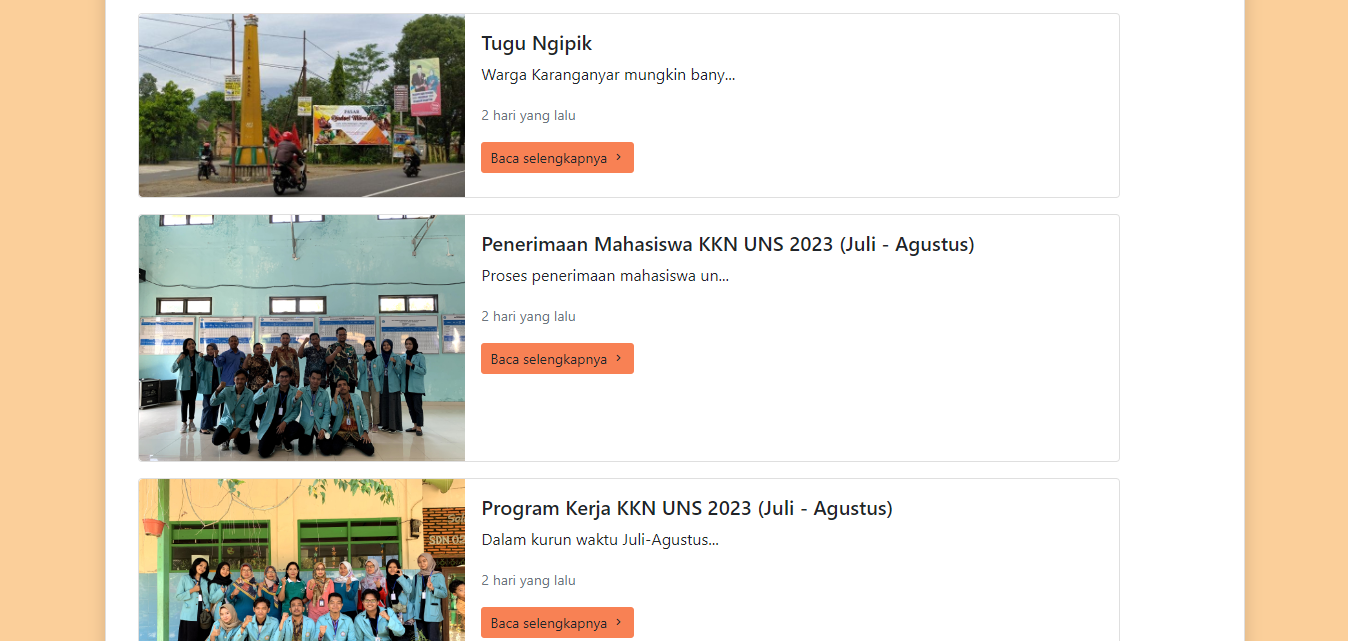 Tugu Ngipik
Warga Karanganyar mungkin bany...
2 hari yang lalu
Baca selengkapnya
Penerimaan Mahasiswa KKN UNS 2023 (Juli - Agustus)
Proses penerimaan mahasiswa un...
2 hari yang lalu
Baca selengkapnya
SDN.02
Program Kerja KKN UNS 2023 (Juli - Agustus)
Dalam kurun waktu Juli-Agustus...
2 hari yang lalu
Baca selengkapnya